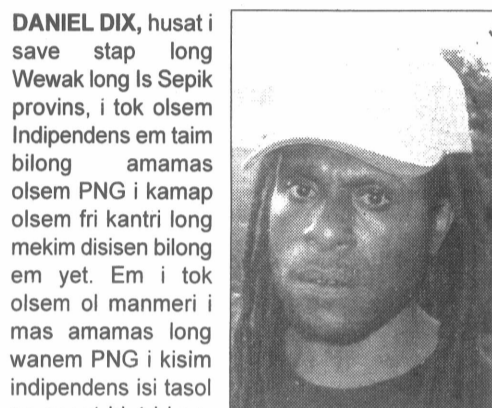 DANIEL DIX, husat i
save stap long
Wewak long Is Sepik
provins, i tok olsem
Indipendens em taim
bilong amamas
olsem PNG i kamap
olsem fri kantri long
mekim disisen bilong
em yet. Em i tok
olsem ol manmeri i
mas amamas long
wanem PNG i kisim
indipendens isi tasol